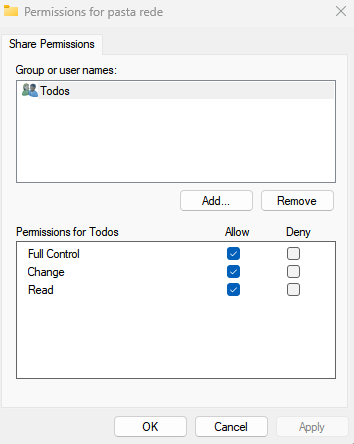 Permissions for pasta rede
Share Permissions
Group or user names:
Todos
Add...
Remove
Permissions for Todos
Allow
Deny
Full Control
Change
Read
OK
Cancel
Apply